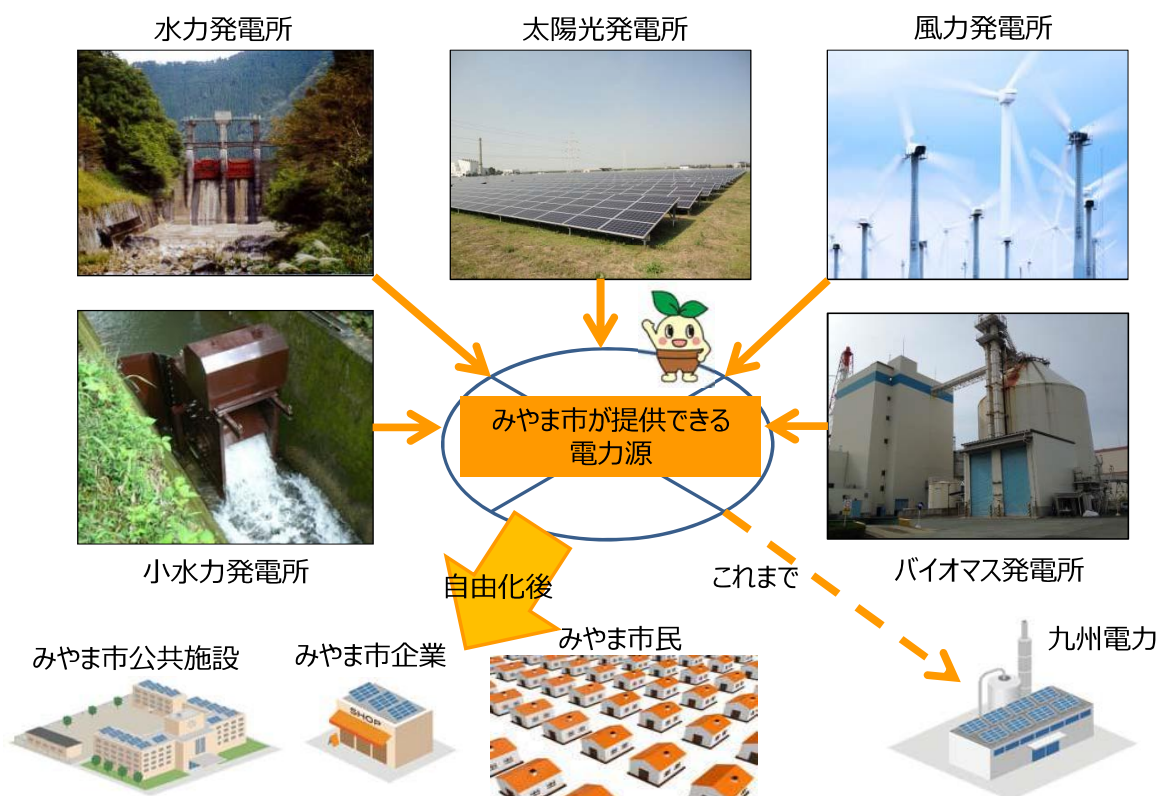 水力発電所
太陽光発電所
風力発電所
みやま市が提供できる
電力源
小水力発電所
バイオマス発電所
自由化後
これまで
みやま市公共施設
みやま市企業
みやま市民
九州電力
SHOP